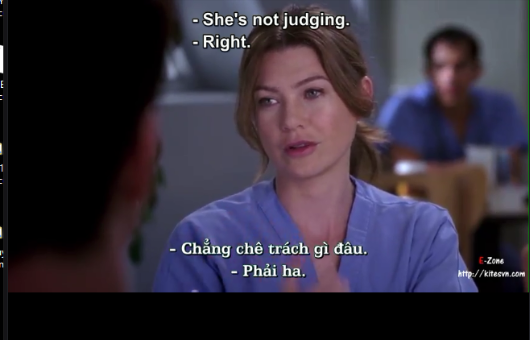 - She's not judging.
- Right.
- Chẳng chê trách gì đâu.
- Phải ha.
E-Zone
http://kitesvn.com